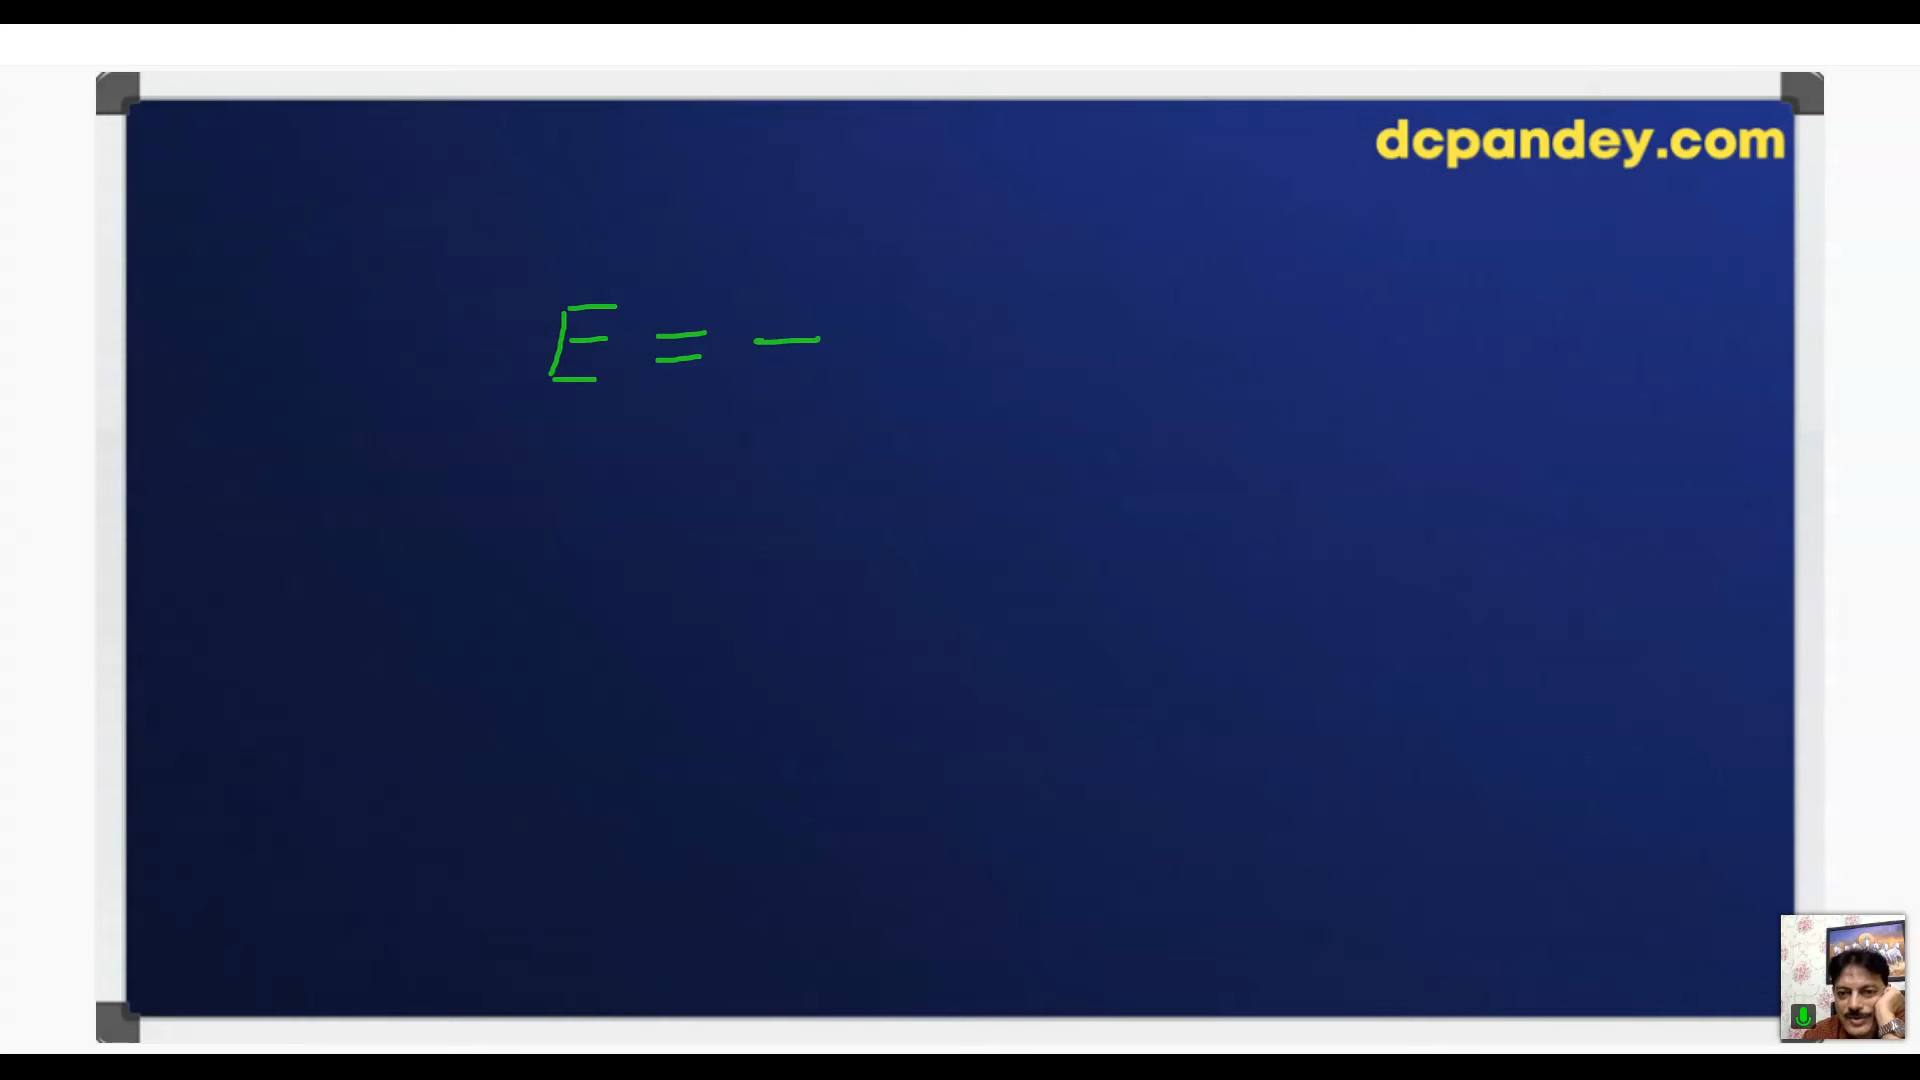 dcpandey.com
E = —